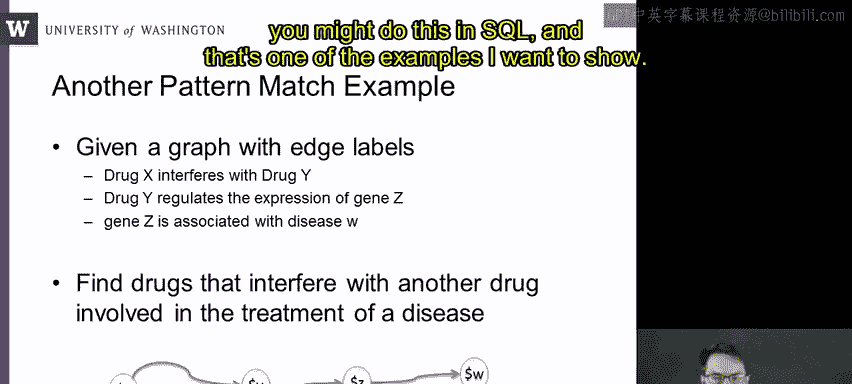 you might do this in SQL, and
that's one of the examples I want to show.
中英字幕课程资源@bilibili.com
W UNIVERSITY of WASHINGTON
Another Pattern Match Example
• Given a graph with edge labels
– Drug X interferes with Drug Y
– Drug Y regulates the expression of gene Z
– gene Z is associated with disease w
• Find drugs that interfere with another drug
involved in the treatment of a disease
$z
$w